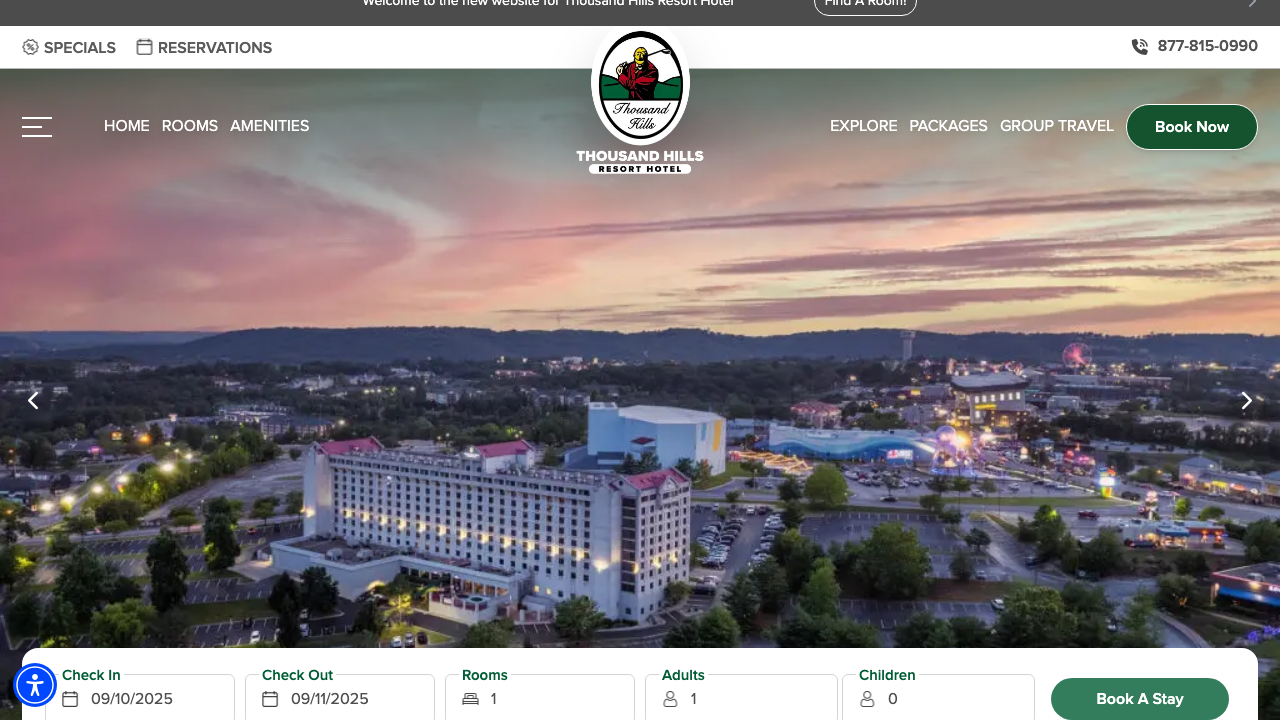 Welcome to the new website for Thousand Hills Resort Hotel
Find A Room!
SPECIALS
RESERVATIONS
877-815-0990
HOME
ROOMS
AMENITIES
Thousand
Hills
THOUSAND HILLS
RESORT HOTEL
EXPLORE
PACKAGES
GROUP TRAVEL
Book Now
Check In
09/10/2025
Check Out
09/11/2025
Rooms
1
Adults
1
Children
0
Book A Stay